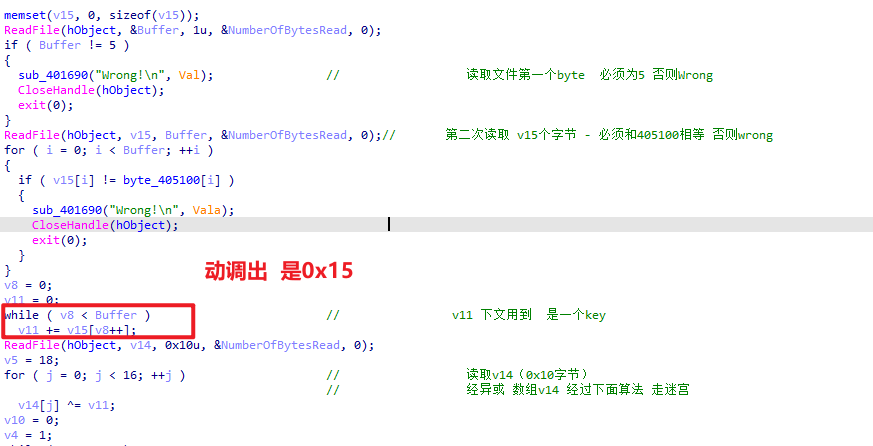 memset(v15, 0, sizeof(v15));
ReadFile(hObject, &Buffer, 1u, &NumberOfBytesRead, 0);
if ( Buffer != 5 )
{
sub_401690("Wrong!\n", Val); // 读取文件第一个byte 必须为5 否则Wrong
CloseHandle(hObject);
exit(0);
}
ReadFile(hObject, v15, Buffer, &NumberOfBytesRead, 0);// 第二次读取 v15个字节 - 必须和405100相等 否则wrong
for ( i = 0; i < Buffer; ++i )
{
if ( v15[i] != byte_405100[i] )
{
sub_401690("Wrong!\n", Vala);
CloseHandle(hObject);
exit(0);
}
}
动调出 是0x15
v8 = 0;
v11 = 0;
while ( v8 < Buffer ) // v11 下文用到 是一个key
v11 += v15[v8++];
ReadFile(hObject, v14, 0x10u, &NumberOfBytesRead, 0);
v5 = 18;
for ( j = 0; j < 16; ++j ) // 读取v14（0x10字节）
// 经异或 数组v14 经过下面算法 走迷宫
v14[j] ^= v11;
v10 = 0;
v4 = 1;